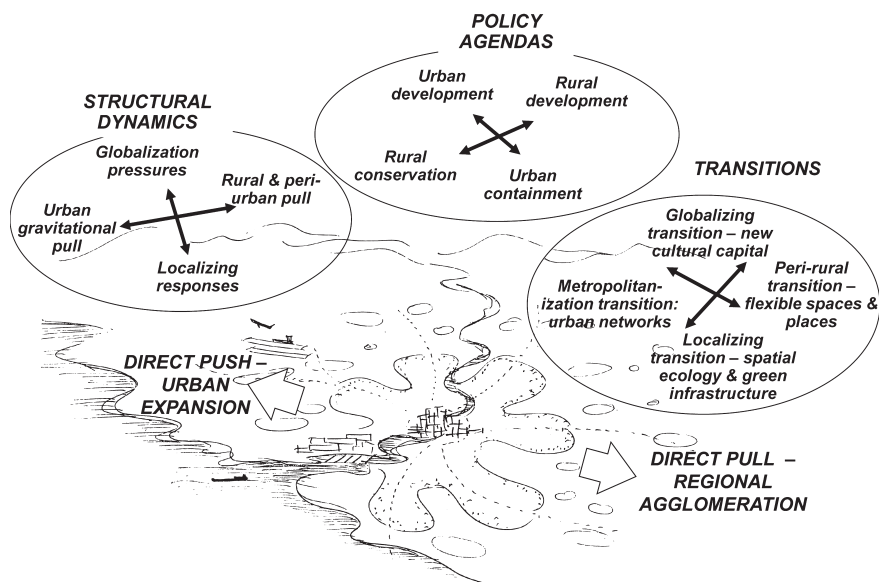 POLICY
AGENDAS
Urban
development
Rural
development
Rural
conservation
Urban
containment
STRUCTURAL
DYNAMICS
Globalization
pressures
Rural & peri-
urban pull
Urban
gravitational
pull
Localizing
responses
TRANSITIONS
Globalizing
transition – new
cultural capital
Metropolitan-
ization transition:
urban networks
Peri-rural
transition –
flexible spaces &
places
Localizing
transition – spatial
ecology & green
infrastructure
DIRECT PUSH –
URBAN
EXPANSION
DIRECT PULL –
REGIONAL
AGGLOMERATION